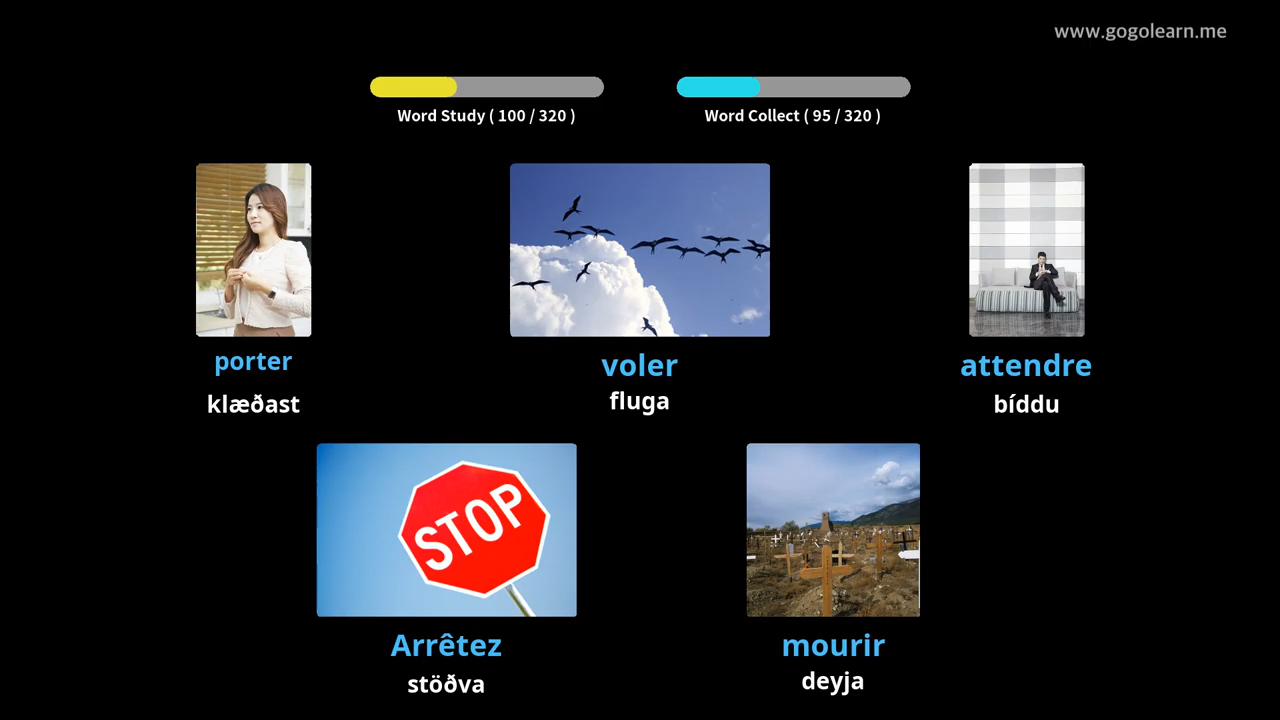 www.gogolearn.me
Word Study ( 100 / 320 )
Word Collect ( 95 / 320 )
porter
klæðast
voler
fluga
attendre
bíddu
STOP
Arrêtez
stöðva
mourir
deyja